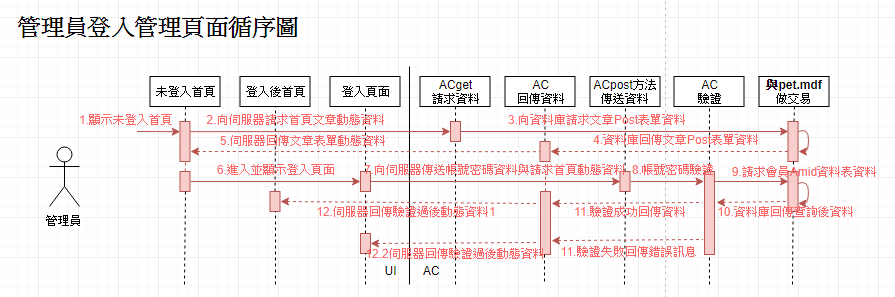 管理員登入管理頁面循序圖
未登入首頁
登入後首頁
登入頁面
ACget
請求資料
AC
回傳資料
ACpost方法
傳送資料
AC
驗證
與pet.mdf
做交易
1.顯示未登入首頁
2.向伺服器請求首頁文章動態資料
3.向資料庫請求文章Post表單資料
4.資料庫回傳文章Post表單資料
5.伺服器回傳文章表單動態資料
6.進入並顯示登入頁面
7.向伺服器傳送帳號密碼資料與請求首頁動態資料
8.帳號密碼驗證
9.請求會員Amid資料表資料
10.資料庫回傳查詢後資料
11.驗證成功回傳資料
12.伺服器回傳驗證過後動態資料1
11.驗證失敗回傳錯誤訊息
12.2伺服器回傳驗證過後動態資料
管理員
UI
AC